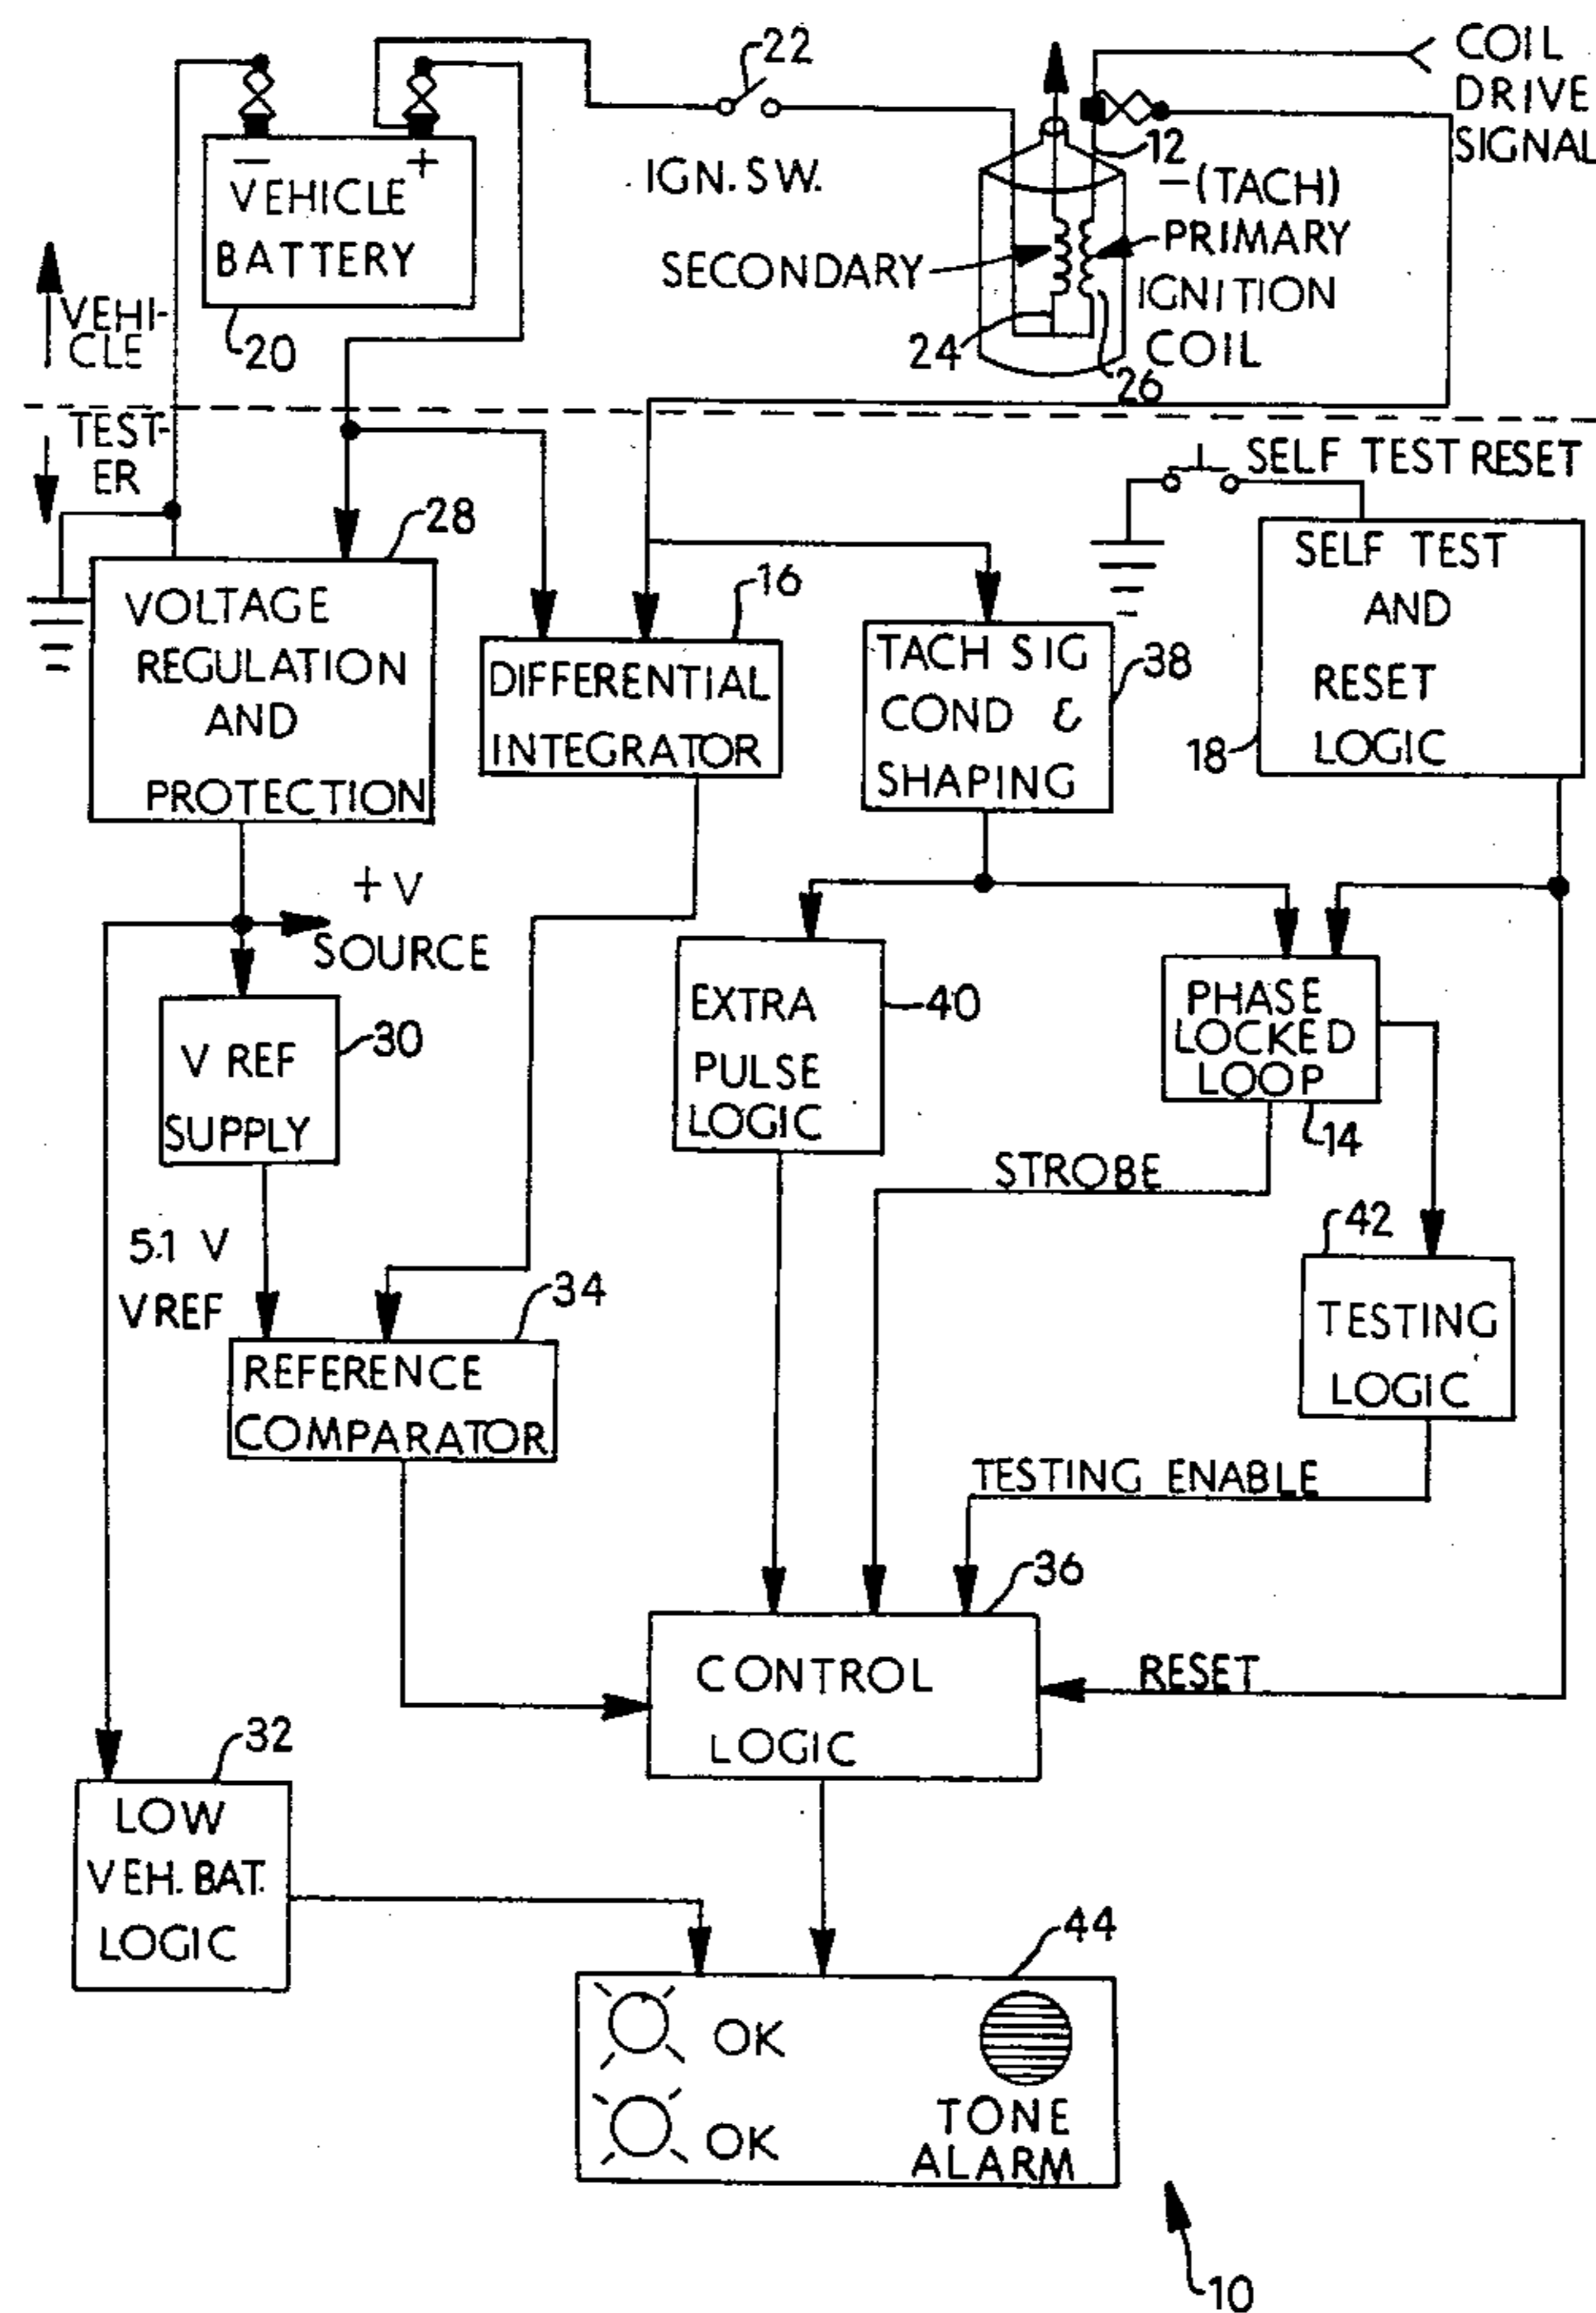 22
COIL
DRIVE
SIGNAL
12
IGN. SW.
- +
VEHICLE
BATTERY
-(TACH)
PRIMARY
SECONDARY
IGNITION
COIL
VEHI-
CLE
20
24
26
TEST-
ER
SELF TEST RESET
28
16
SELF TEST
AND
RESET
LOGIC
18
VOLTAGE
REGULATION
AND
PROTECTION
DIFFERENTIAL
INTEGRATOR
TACH SIG
COND &
SHAPING
38
+V
SOURCE
EXTRA
PULSE
LOGIC
40
PHASE
LOCKED
LOOP
14
V REF
SUPPLY
30
STROBE
5.1 V
V REF
42
TESTING
LOGIC
34
REFERENCE
COMPARATOR
TESTING ENABLE
36
CONTROL
LOGIC
RESET
32
LOW
VEH. BAT.
LOGIC
44
OK
OK
TONE
ALARM
10